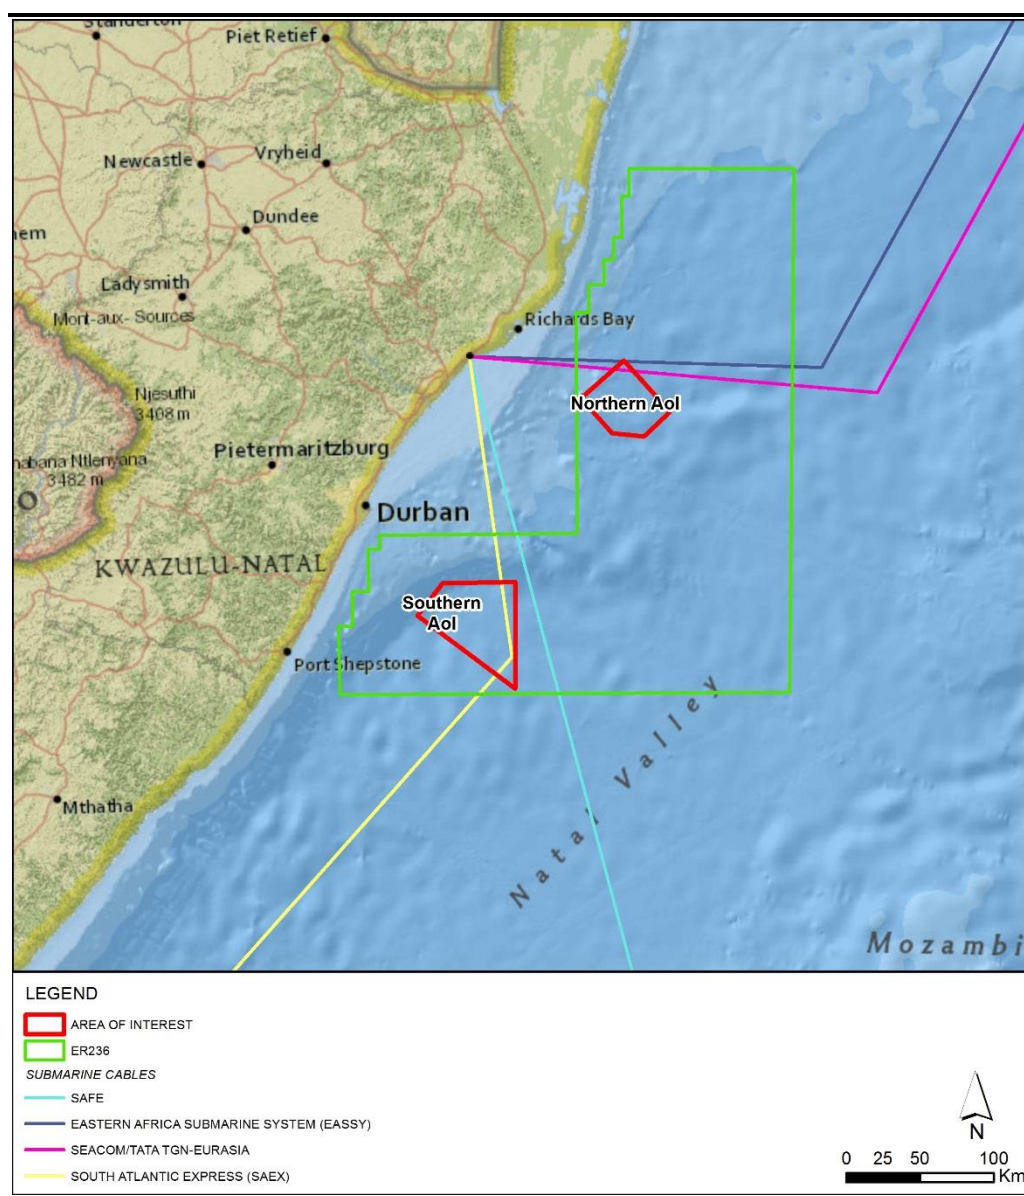 Standerton
Piet Retief
Newcastle
Vryheid
Dundee
em
Ladysmith
Mont-aux- Sources
Richards Bay
Njesuthi
3408 m
Northern AoI
Pietermaritzburg
nabana Ntlenyana
3482 m
O
Durban
KWAZULU-NATAL
Southern
AoI
Port Shepstone
Natal Valley
Mthatha
Mozambi
LEGEND
AREA OF INTEREST
ER236
SUBMARINE CABLES
SAFE
EASTERN AFRICA SUBMARINE SYSTEM (EASSY)
SEACOM/TATA TGN-EURASIA
SOUTH ATLANTIC EXPRESS (SAEX)
N
0 25 50 100
Km